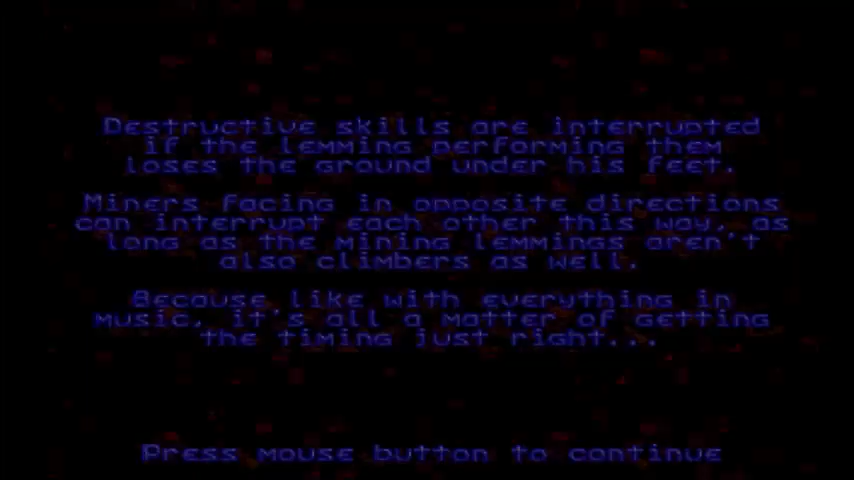 Destructive skills are interrupted
if the lemming performing them
loses the ground under his feet.
Miners facing in opposite directions
can interrupt each other this way, as
long as the mining lemmings aren't
also climbers as well.
Because like with everything in
music, it's all a matter of getting
the timing just right...
Press mouse button to continue